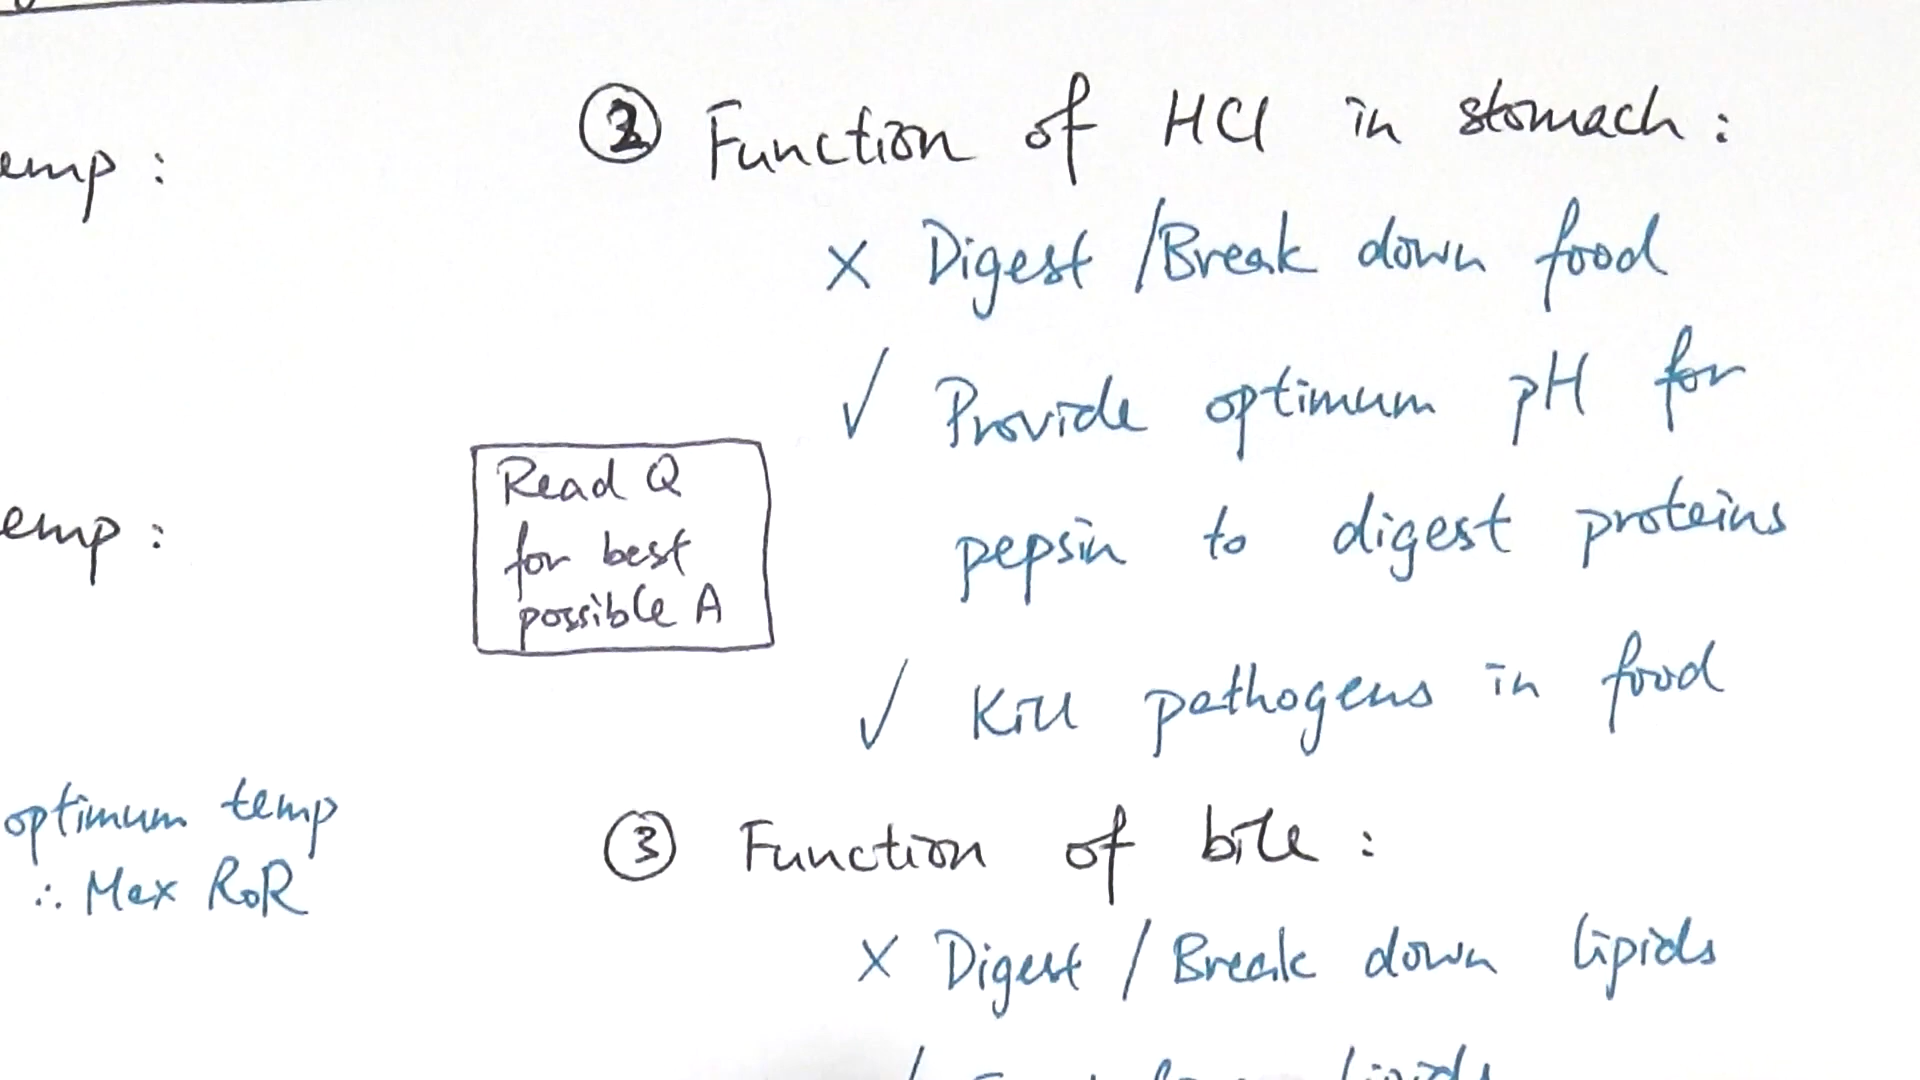 emp :
emp :
optimum temp
∴ Max RoR
Read Q
for best
possible A
② Function of HCl in stomach :
× Digest / Break down food
✓ Provide optimum pH for
pepsin to digest proteins
✓ Kill pathogens in food
③ Function of bile :
× Digest / Break down lipids